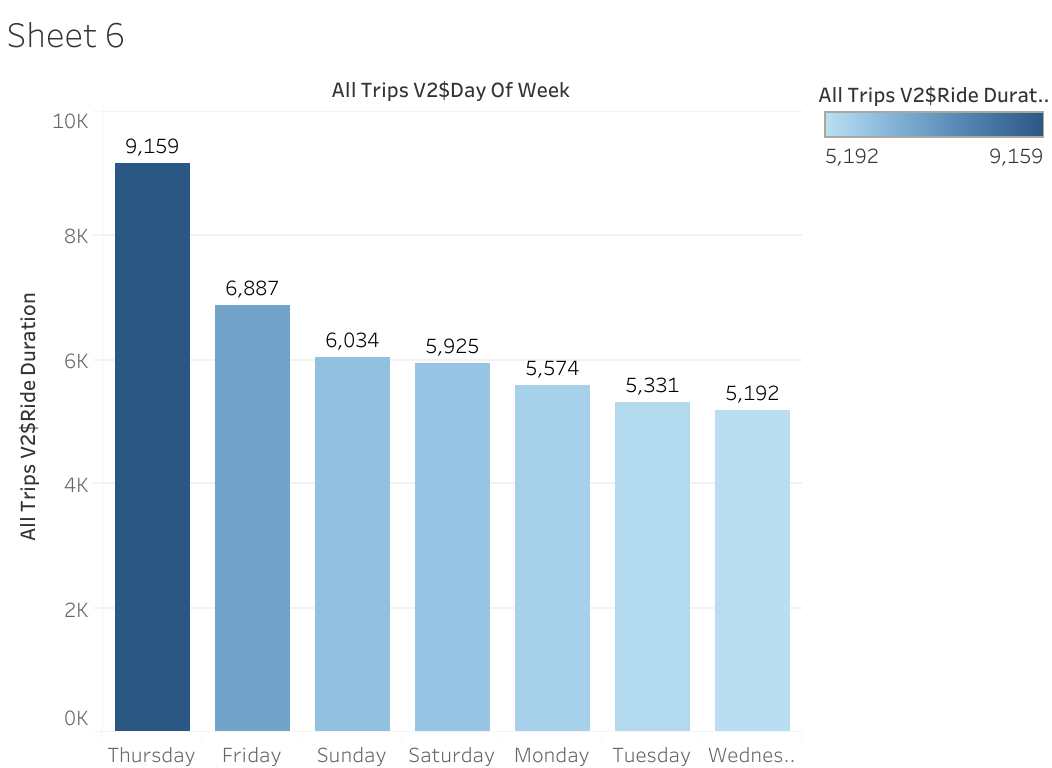 Sheet 6
All Trips V2$Day Of Week
All Trips V2$Ride Durat..
5,192
9,159
All Trips V2$Ride Duration
10K
8K
6K
4K
2K
0K
9,159
6,887
6,034
5,925
5,574
5,331
5,192
Thursday
Friday
Sunday
Saturday
Monday
Tuesday
Wednes..